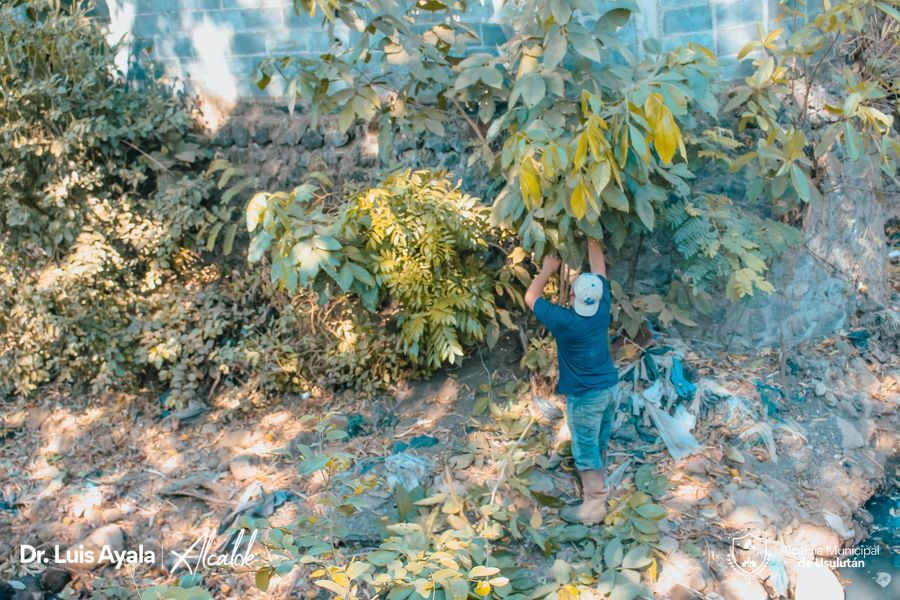 Dr. Luis Ayala | Alcalde
Alcaldía Municipal
de Usulután